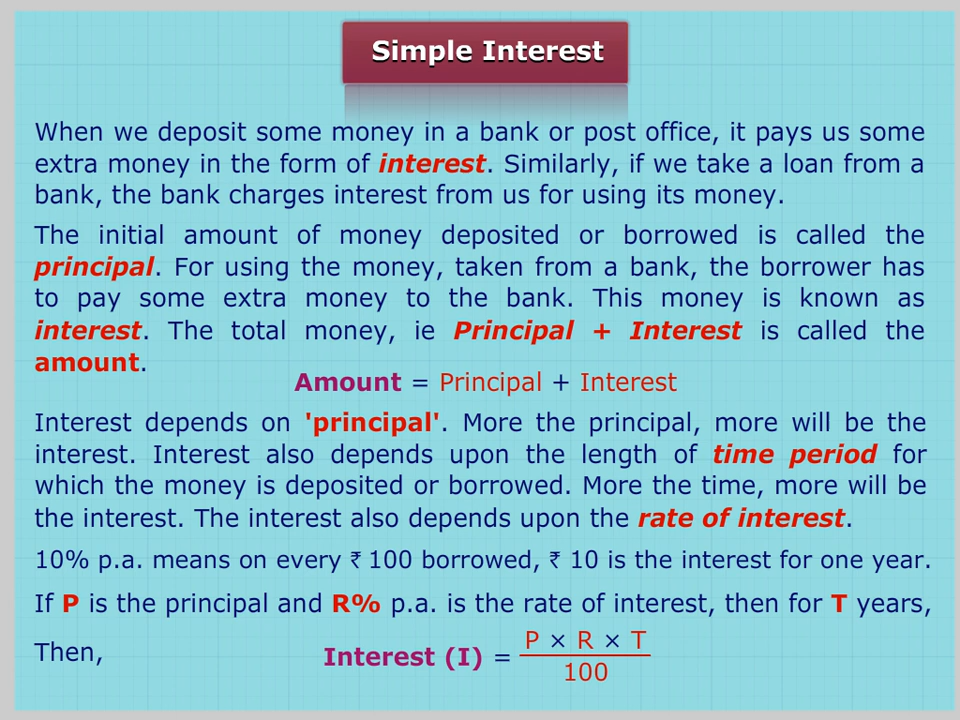 Simple Interest
When we deposit some money in a bank or post office, it pays us some
extra money in the form of interest. Similarly, if we take a loan from a
bank, the bank charges interest from us for using its money.
The initial amount of money deposited or borrowed is called the
principal. For using the money, taken from a bank, the borrower has
to pay some extra money to the bank. This money is known as
interest. The total money, ie Principal + Interest is called the
amount.
Amount = Principal + Interest
Interest depends on 'principal'. More the principal, more will be the
interest. Interest also depends upon the length of time period for
which the money is deposited or borrowed. More the time, more will be
the interest. The interest also depends upon the rate of interest.
10% p.a. means on every ₹ 100 borrowed, ₹ 10 is the interest for one year.
If P is the principal and R% p.a. is the rate of interest, then for T years,
Then,
Interest (I) =
P × R × T
100